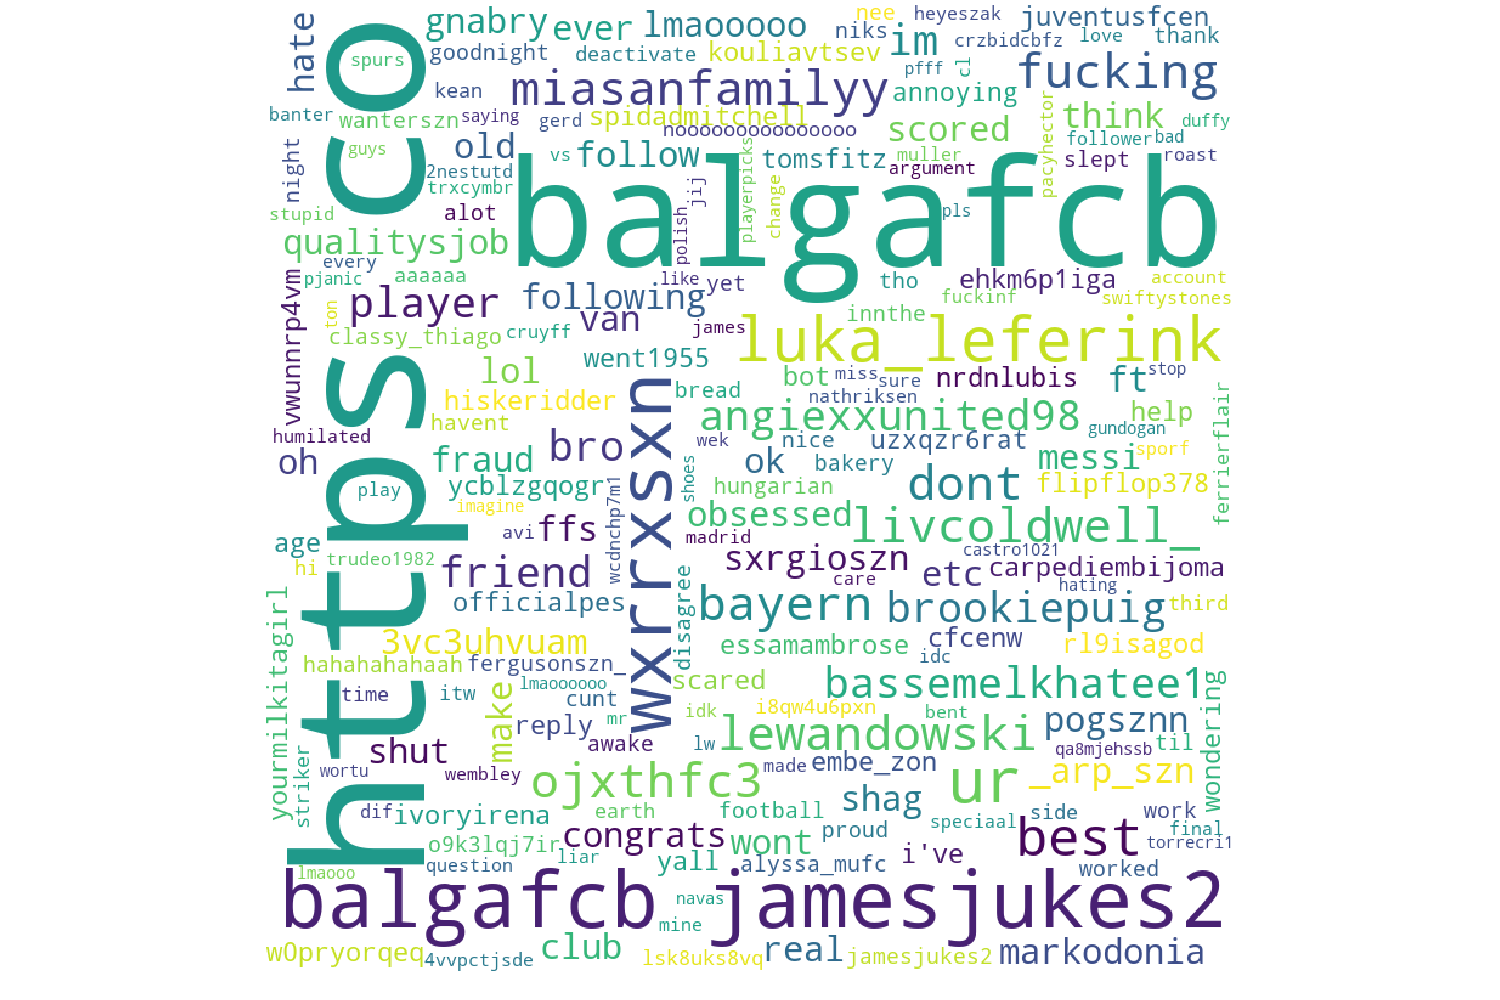 gnabry ever lmaooooo nee heyeszak juventusfcen
hate https co spurs goodnight deactivate kouliavtsev niks im crzbidcbfz love thank
kean miasanfamilyy pfff cl fucking
banter wanterszn saying gerd spidadmitchell annoying think duffy
nooooooooooooooo scored pacyhector follower bad
guys night old vs follow tomsfitz muller slept roast
2nestutd argument
trxcymbr jij playerpicks change
stupid alot balgafcb pls
qualitysjob polish
every
pjanic aaaaaa like yet tho ehkm6p1iga account
vwunnrp4vm player following fuckinf swiftystones
ton van james innthe
classy_thiago cruyff luka_leferink
went1955
lol bread bot miss sure nrdnlubis ft stop
hiskeridder wxrrxsxn nathriksen
havent angiexxunited98 help ferrierflair
humilated bro wek nice uzxqzr6rat gundogan
oh fraud ok bakery messi sporf
play ycblzgqogr shoes hungarian dont flipflop378
imagine obsessed livcoldwell_
age avi ffs wcdnchp7m1 madrid
hi trudeo1982 sxrgioszn castro1021
friend care etc carpediembijoma
hating
yourmilkitagirl officialpes disagree bayern brookiepuig third
3vc3uhvuam essamambrose cfcenw rl9isagod
hahahahahaah fergusonszn_ idc
time itw lmaoooooo scared bassemelkhatee1 wondering
make cunt idk i8qw4u6pxn bent
reply mr pogsznn
shut awake lw lewandowski qa8mjehssb til
striker wortu wembley made embe_zon _arp_szn
ojxthfc3 ur
dif ivoryirena earth football shag side work
speciaal final
o9k3lqj7ir congrats wont proud best torrecri1
question liar yall alyssa_mufc i've worked
lmaooo
balgafcb jamesjukes2
navas
mine
w0pryorqeq 4vvpctjsde club lsk8uks8vq real jamesjukes2 markodonia